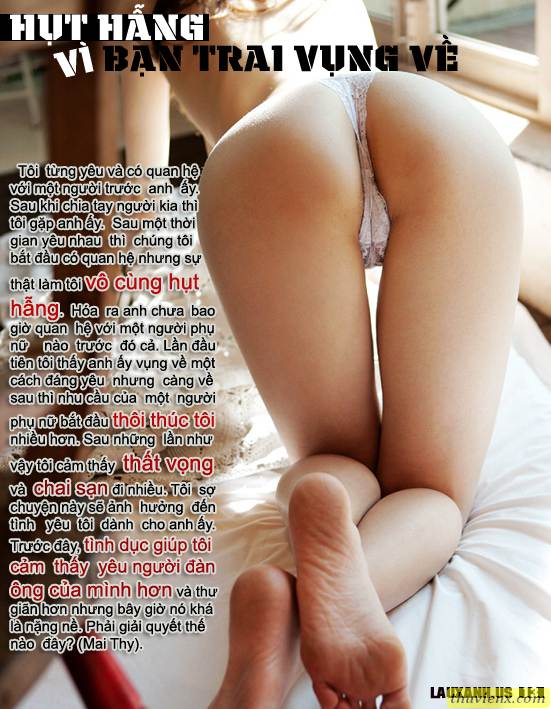 HỤT HẪNG
VÌ BẠN TRAI VỤNG VỀ
Tôi từng yêu và có quan hệ
với một người trước anh ấy.
Sau khi chia tay người kia thì
tôi gặp anh ấy. Sau một thời
gian yêu nhau thì chúng tôi
bắt đầu có quan hệ nhưng sự
thật làm tôi vô cùng hụt
hẫng. Hóa ra anh chưa bao
giờ quan hệ với một người phụ
nữ nào trước đó cả. Lần đầu
tiên tôi thấy anh ấy vụng về một
cách đáng yêu nhưng càng về
sau thì nhu cầu của một người
phụ nữ bắt đầu thôi thúc tôi
nhiều hơn. Sau những lần như
vậy tôi cảm thấy thất vọng
và chai sạn đi nhiều. Tôi sợ
chuyện này sẽ ảnh hưởng đến
tình yêu tôi dành cho anh ấy.
Trước đây, tình dục giúp tôi
cảm thấy yêu người đàn
ông của mình hơn và thư
giãn hơn nhưng bây giờ nó khá
là nặng nề. Phải giải quyết thế
nào đây? (Mai Thy).
thuvienx.com